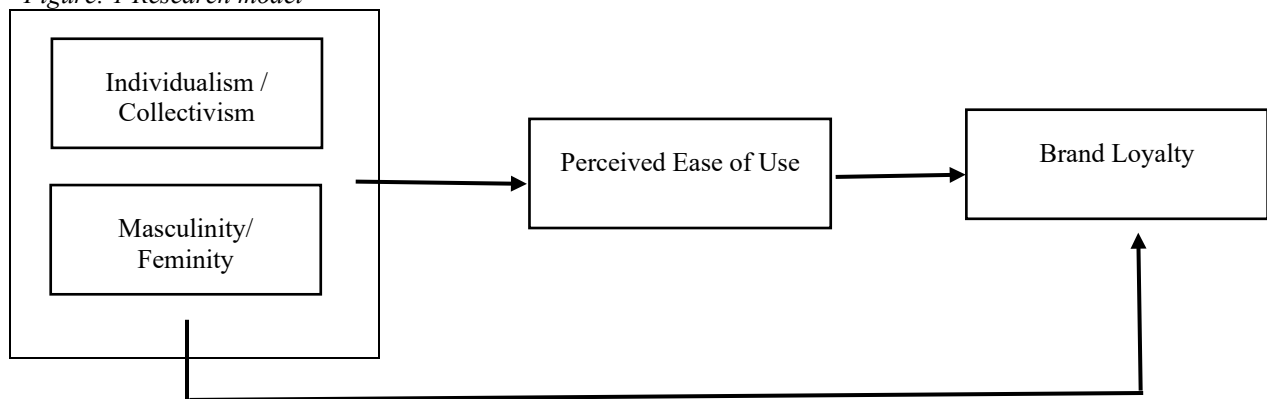 Figure: 1 Research model
Individualism /
Collectivism
Masculinity/
Feminity
Perceived Ease of Use
Brand Loyalty